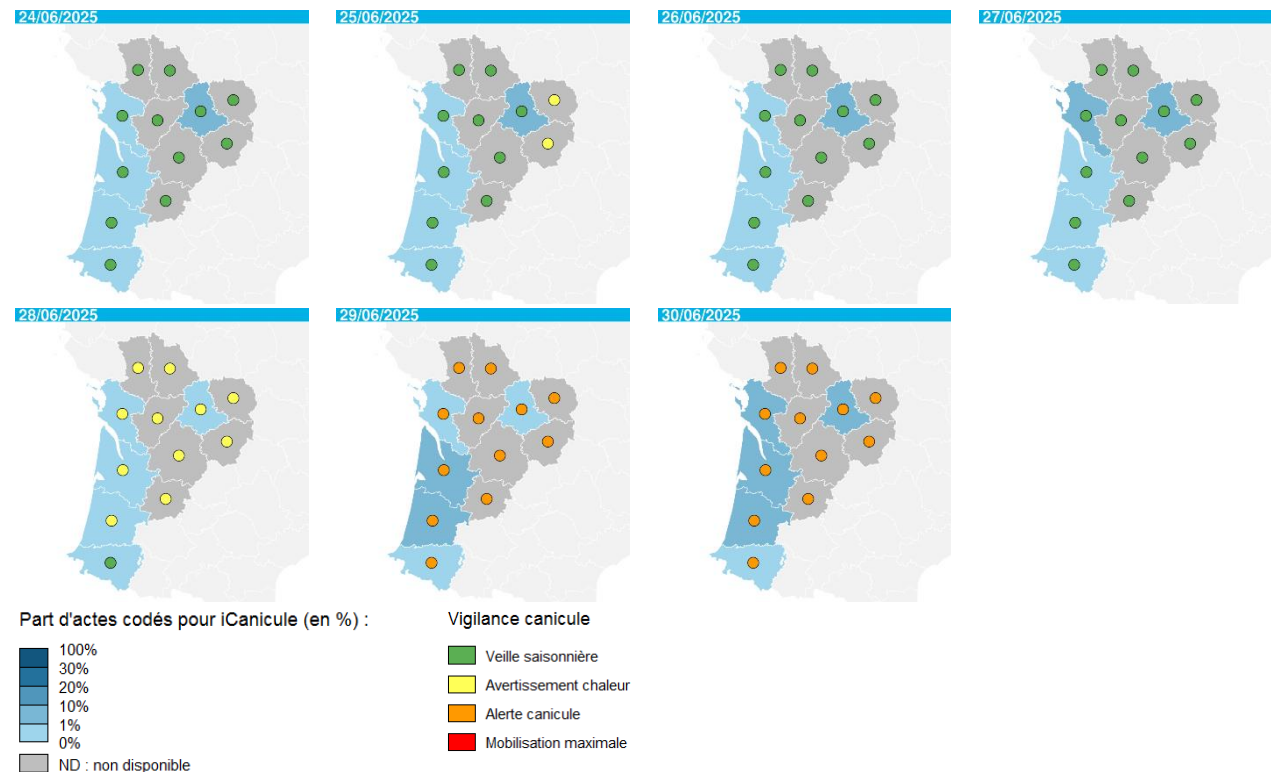 24/06/2025
25/06/2025
26/06/2025
27/06/2025
28/06/2025
29/06/2025
30/06/2025
Part d'actes codés pour iCanicule (en %) :
100%
30%
20%
10%
1%
0%
ND : non disponible
Vigilance canicule
Veille saisonnière
Avertissement chaleur
Alerte canicule
Mobilisation maximale